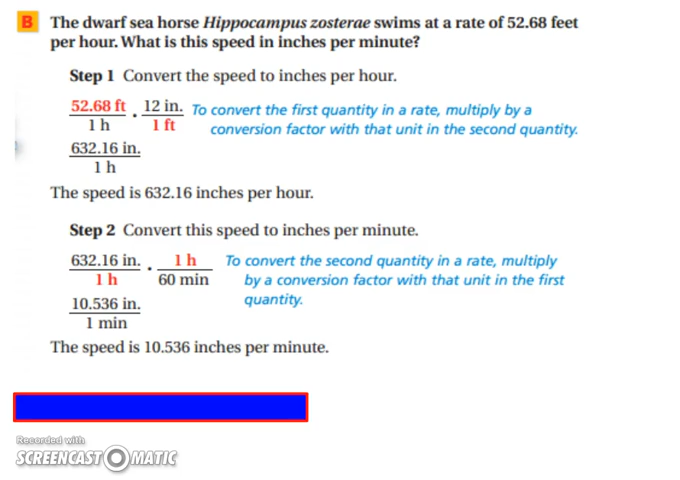 B The dwarf sea horse Hippocampus zosterae swims at a rate of 52.68 feet
per hour. What is this speed in inches per minute?
Step 1 Convert the speed to inches per hour.
52.68 ft / 1 h · 12 in. / 1 ft To convert the first quantity in a rate, multiply by a
conversion factor with that unit in the second quantity.
632.16 in. / 1 h
The speed is 632.16 inches per hour.
Step 2 Convert this speed to inches per minute.
632.16 in. / 1 h · 1 h / 60 min To convert the second quantity in a rate, multiply
by a conversion factor with that unit in the first
quantity.
10.536 in. / 1 min
The speed is 10.536 inches per minute.
Recorded with
SCREENCAST O MATIC